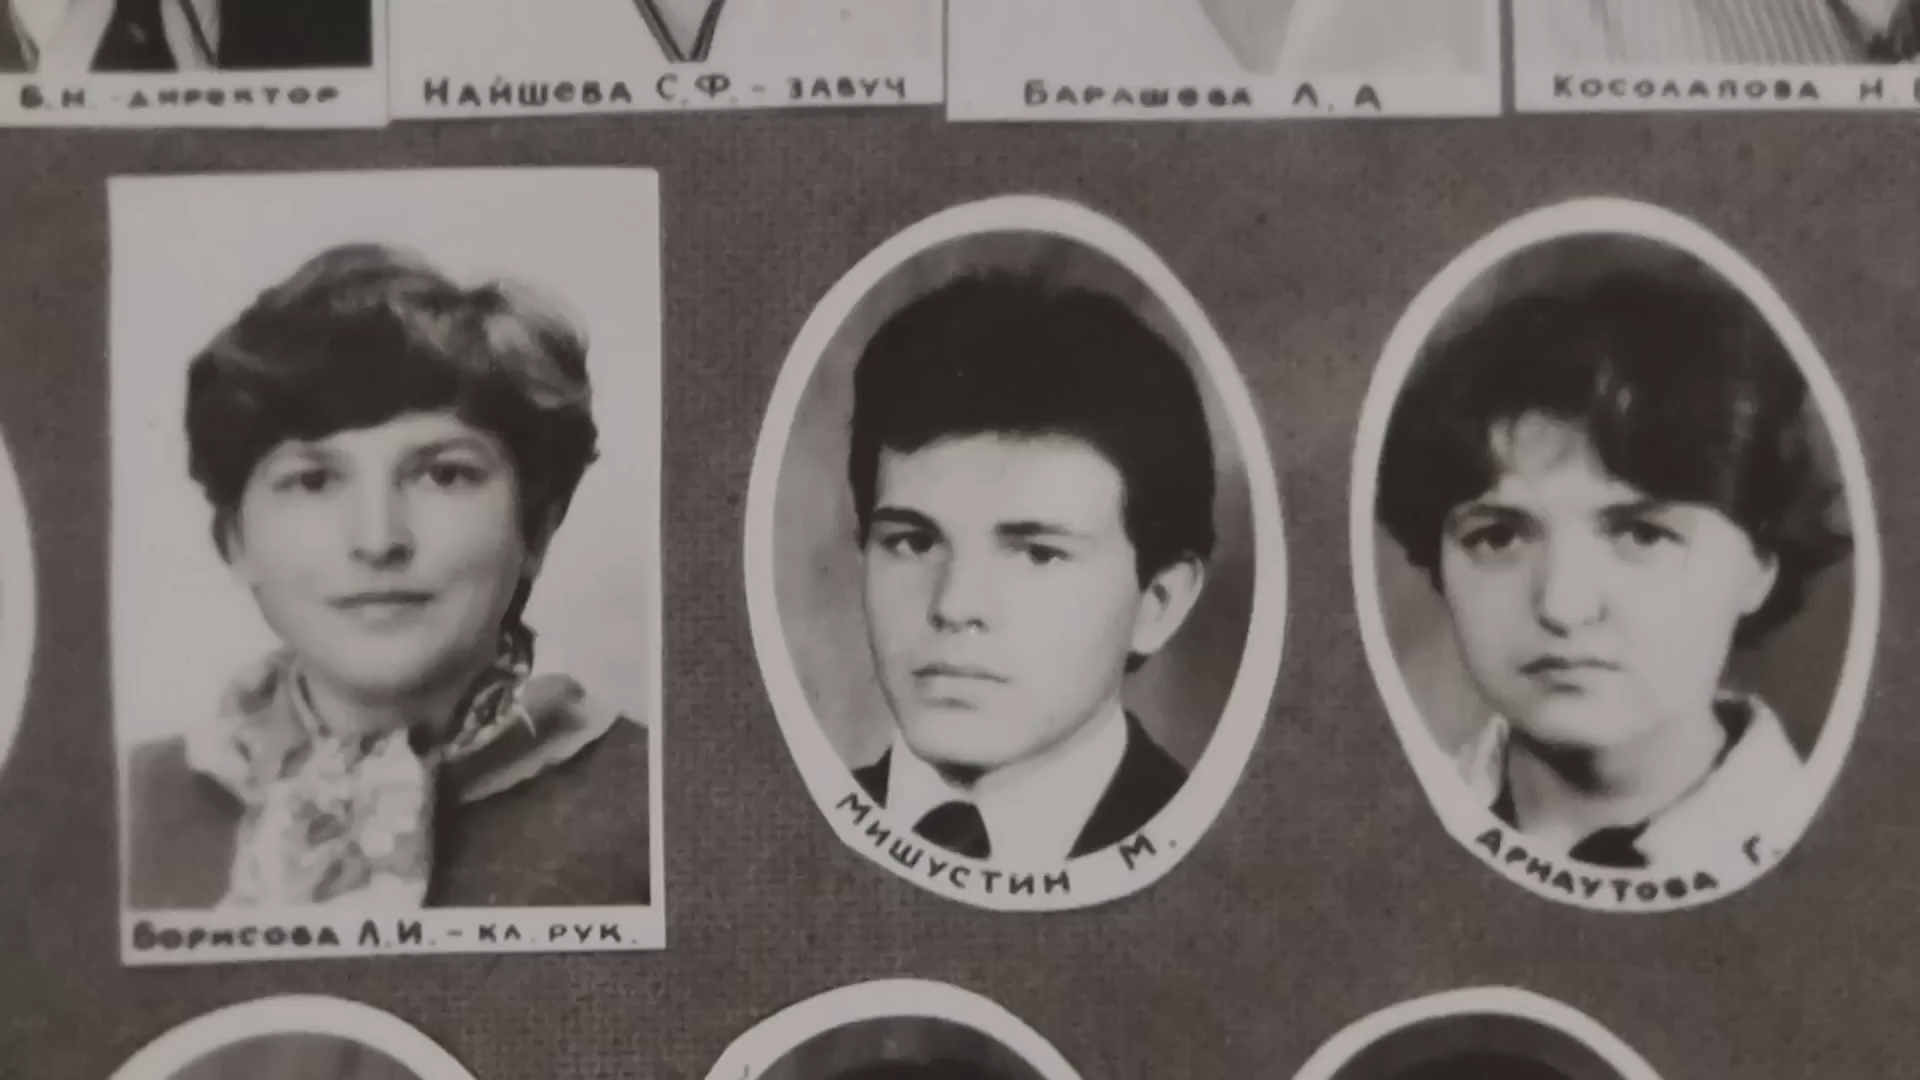 Б.Н. - ДИРЕКТОР
НАЙШЕВА С.Ф. - ЗАВУЧ
БАРАШОВА Л.А
КОСОЛАПОВА Н.
БОРИСОВА Л.И. - КЛ. РУК.
МИШУСТИН М.
АРНАУТОВА Г.